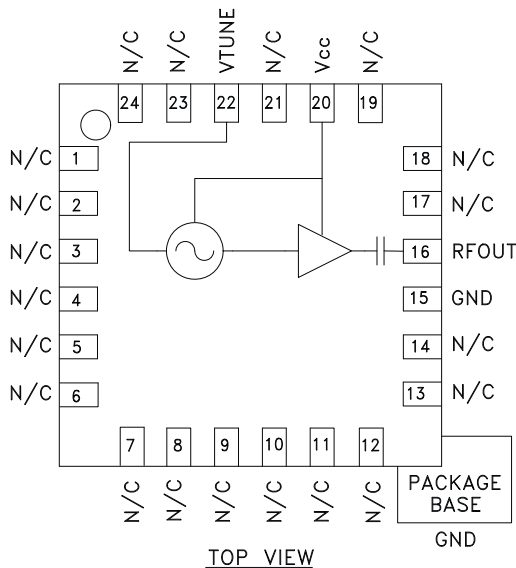 N/C
N/C
VTUNE
N/C
Vcc
N/C
24
23
22
21
20
19
N/C 1
N/C 2
N/C 3
N/C 4
N/C 5
N/C 6
18 N/C
17 N/C
16 RFOUT
15 GND
14 N/C
13 N/C
7
8
9
10
11
12
N/C
N/C
N/C
N/C
N/C
N/C
PACKAGE
BASE
GND
TOP VIEW